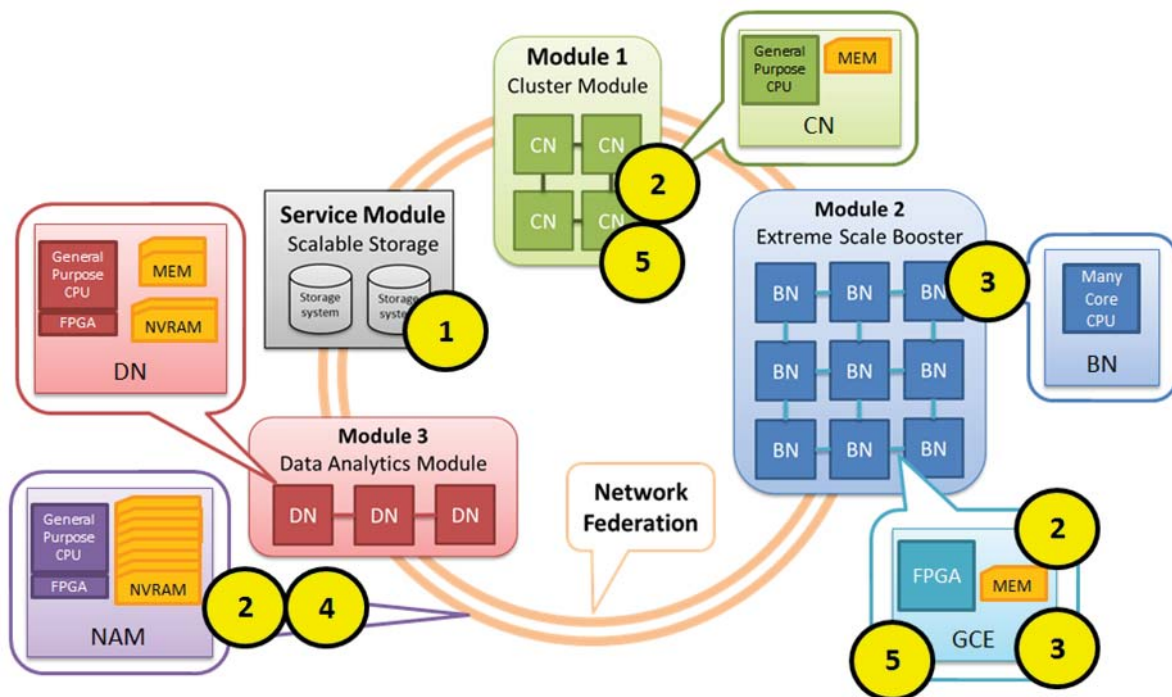 Module 1
Cluster Module
CN
CN
CN
CN
2
5
General
Purpose
CPU
MEM
CN
Service Module
Scalable Storage
Storage
system
Storage
system
1
Module 2
Extreme Scale Booster
BN
BN
BN
BN
BN
BN
BN
BN
BN
3
Many
Core
CPU
BN
General
Purpose
CPU
FPGA
MEM
NVRAM
DN
Module 3
Data Analytics Module
DN
DN
DN
General
Purpose
CPU
FPGA
NVRAM
NAM
2
4
Network
Federation
FPGA
MEM
GCE
2
5
3